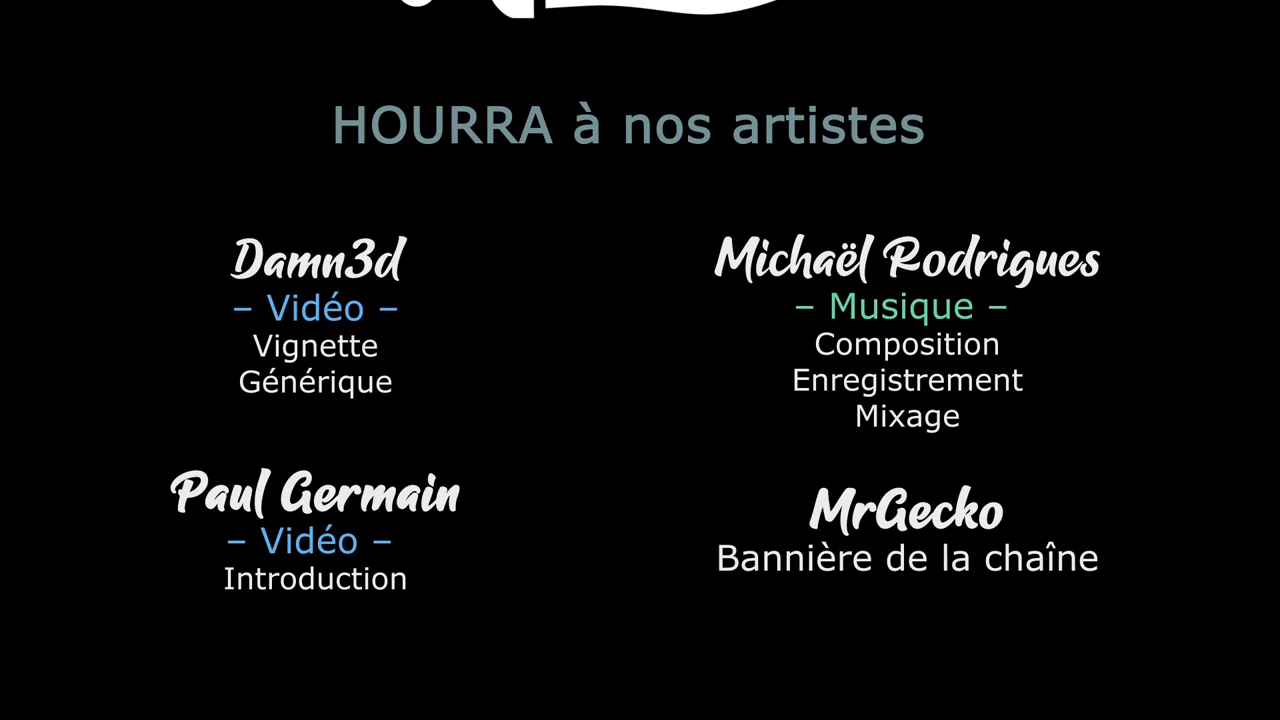 HOURRA à nos artistes
Damn3d
– Vidéo –
Vignette
Générique
Michaël Rodrigues
– Musique –
Composition
Enregistrement
Mixage
Paul Germain
– Vidéo –
Introduction
MrGecko
Bannière de la chaîne